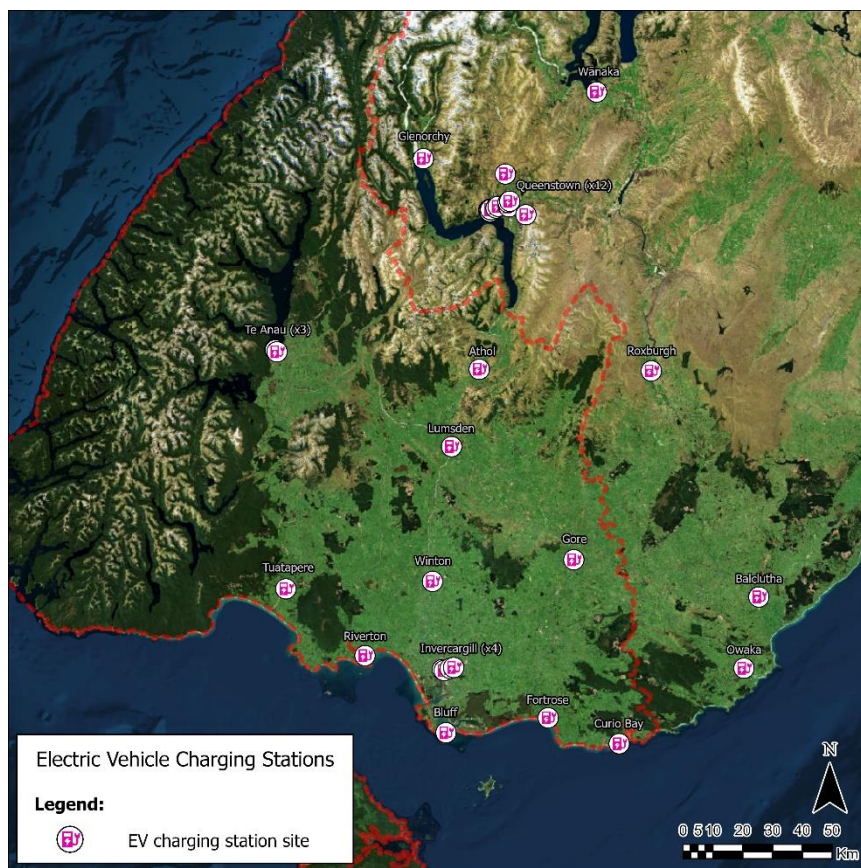 Wānaka
Glenorchy
Queenstown (x12)
Te Anau (x3)
Athol
Roxburgh
Lumsden
Gore
Winton
Tuatapere
Balclutha
Riverton
Invercargill (x4)
Owaka
Fortrose
Bluff
Curio Bay
Electric Vehicle Charging Stations
Legend:
EV charging station site
N
0 5 10 20 30 40 50
Km